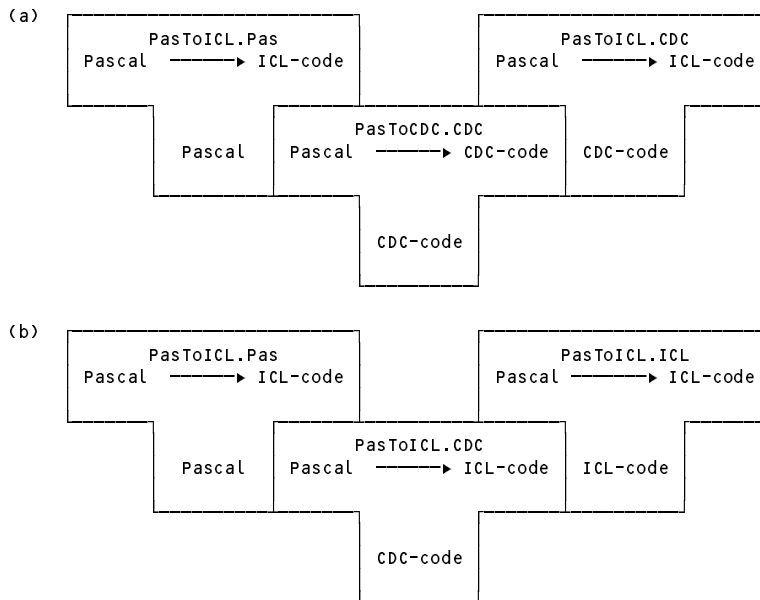 (a)
PasToICL.Pas PasToICL.CDC
Pascal ICL-code Pascal ICL-code
PasToCDC.CDC
Pascal Pascal CDC-code CDC-code
CDC-code
(b)
PasToICL.Pas PasToICL.ICL
Pascal ICL-code Pascal ICL-code
PasToICL.CDC
Pascal Pascal ICL-code ICL-code
CDC-code